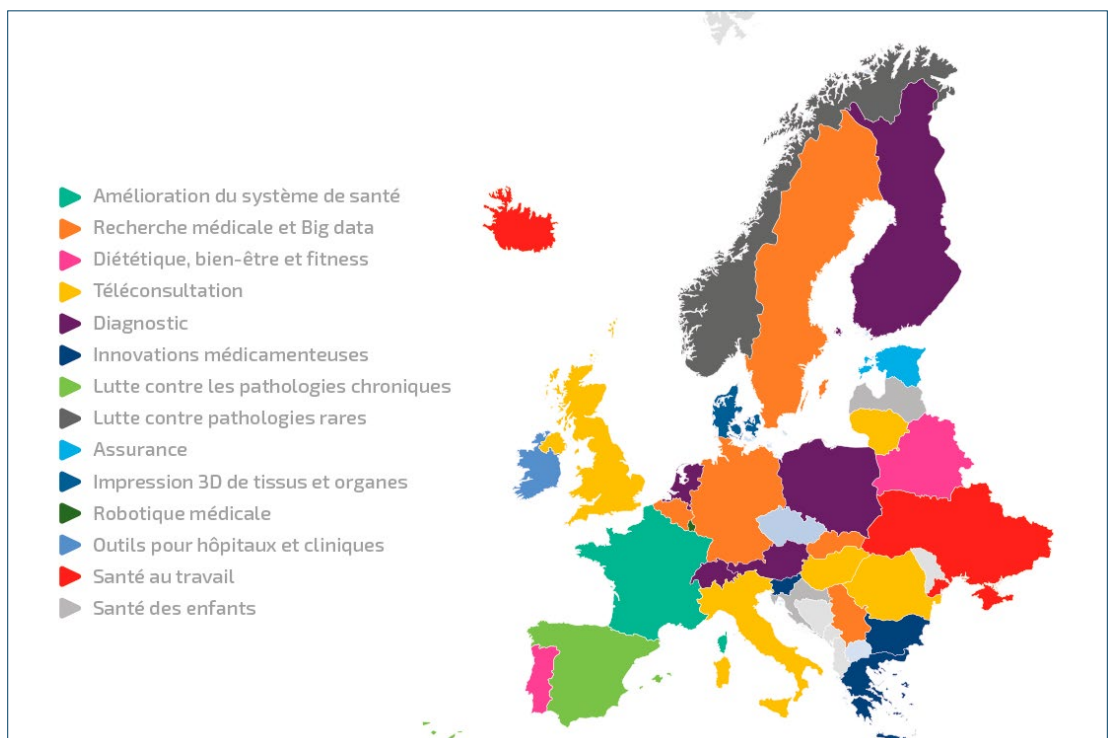 Amélioration du système de santé
Recherche médicale et Big data
Diététique, bien-être et fitness
Téléconsultation
Diagnostic
Innovations médicamenteuses
Lutte contre les pathologies chroniques
Lutte contre pathologies rares
Assurance
Impression 3D de tissus et organes
Robotique médicale
Outils pour hôpitaux et cliniques
Santé au travail
Santé des enfants